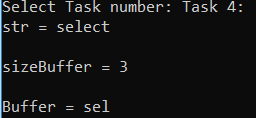 Select Task number: Task 4:
str = select
sizeBuffer = 3
Buffer = sel